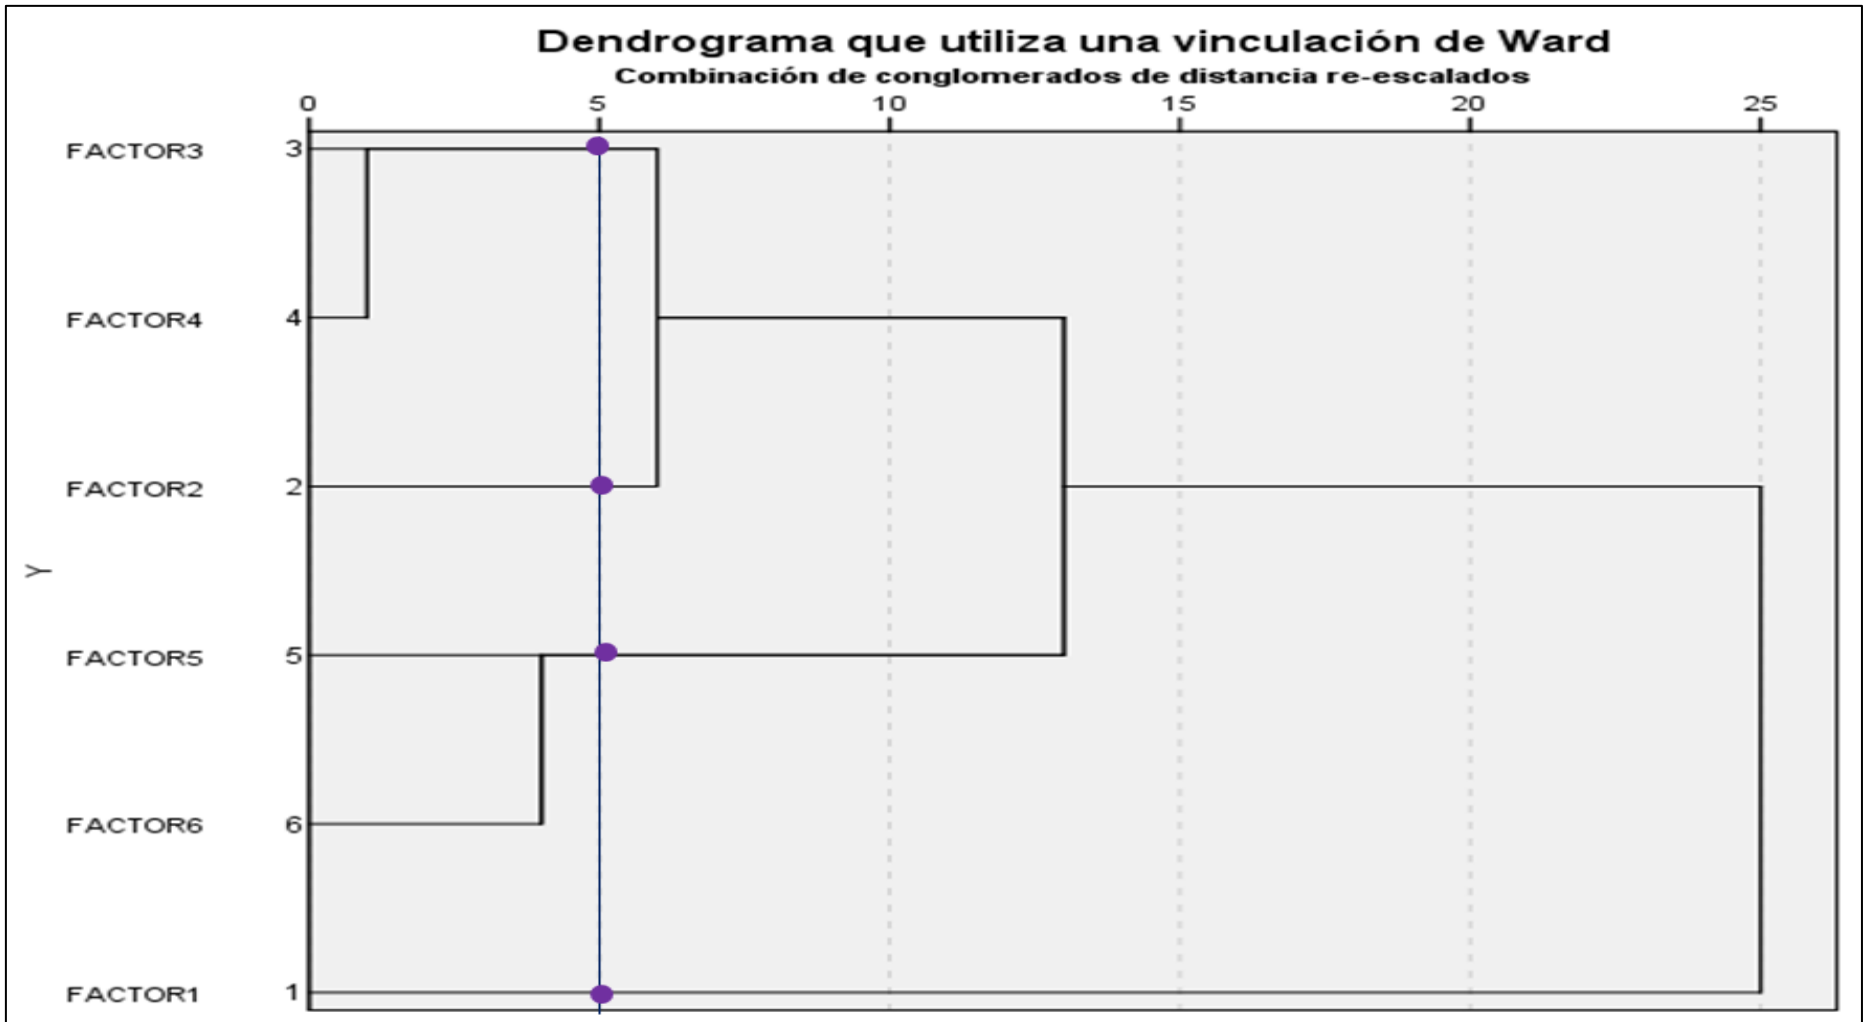 Dendrograma que utiliza una vinculación de Ward
Combinación de conglomerados de distancia re-escalados
0 5 10 15 20 25
FACTOR3 3
FACTOR4 4
FACTOR2 2
Y
FACTOR5 5
FACTOR6 6
FACTOR1 1